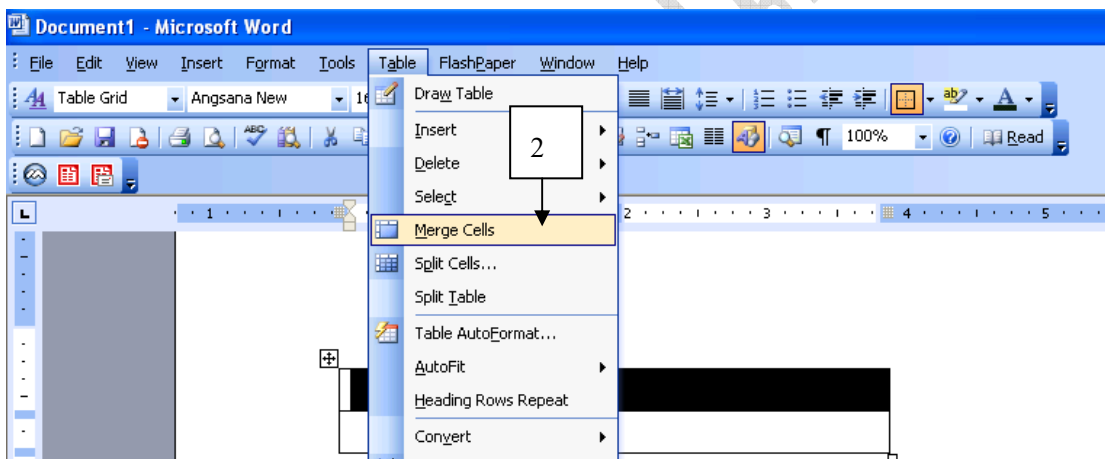 Document1 - Microsoft Word
File Edit View Insert Format Tools Table FlashPaper Window Help
Table Grid Angsana New 16
100% Read
Draw Table
Insert
Delete
Select
Merge Cells
Split Cells...
Split Table
Table AutoFormat...
AutoFit
Heading Rows Repeat
Convert
2
1 2 3 4 5